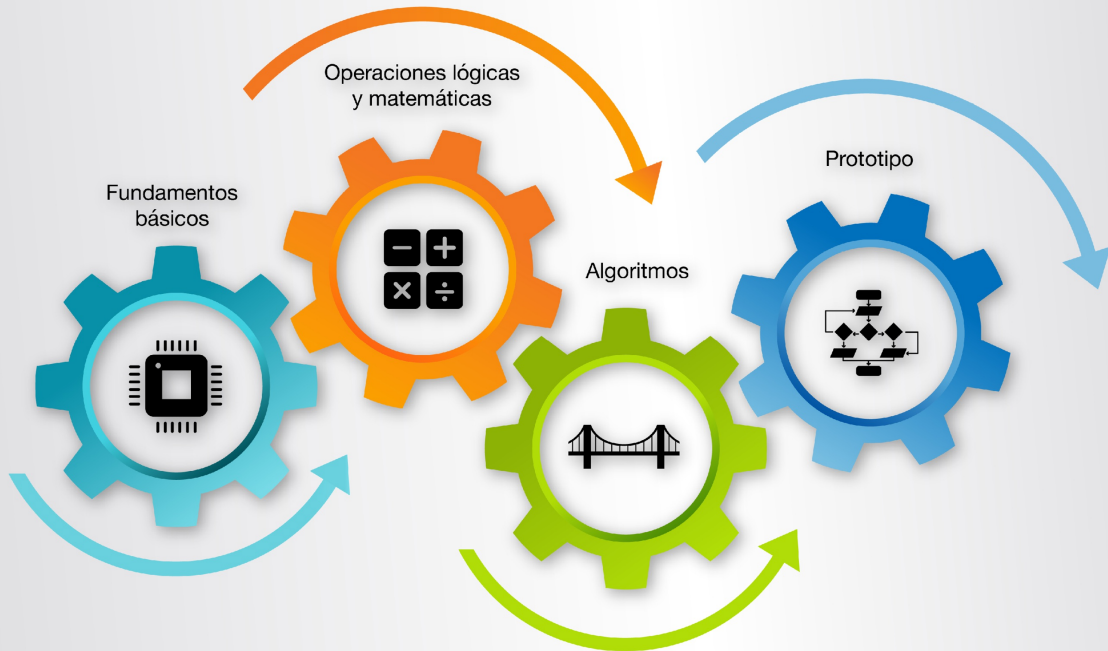 Fundamentos
básicos
Operaciones lógicas
y matemáticas
Algoritmos
Prototipo